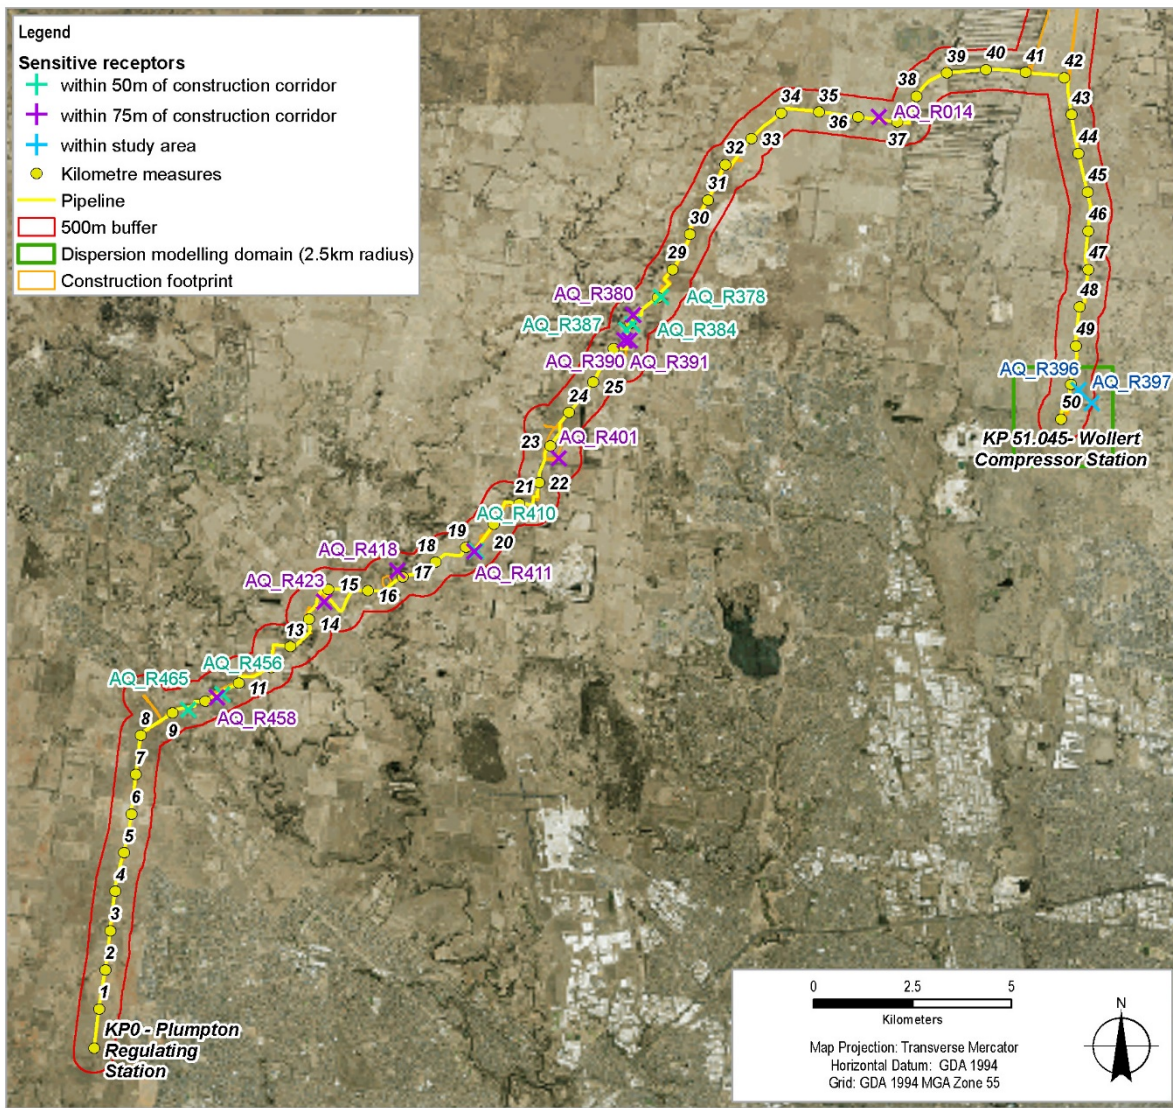 Legend
Sensitive receptors
within 50m of construction corridor
within 75m of construction corridor
within study area
Kilometre measures
Pipeline
500m buffer
Dispersion modelling domain (2.5km radius)
Construction footprint
39
40
41
42
38
34
35
AQ_R014
43
36
37
33
44
32
45
31
46
30
47
29
48
AQ_R380
AQ_R378
AQ_R387
AQ_R384
49
AQ_R390
AQ_R391
AQ_R396
AQ_R397
25
24
50
23
AQ_R401
KP 51.045- Wollert
Compressor Station
22
21
AQ_R410
20
19
18
AQ_R418
AQ_R411
17
AQ_R423
15
16
14
13
AQ_R456
AQ_R465
11
AQ_R458
8
9
7
6
5
4
3
2
1
KP0 - Plumpton
Regulating
Station
0
2.5
5
Kilometers
Map Projection: Transverse Mercator
Horizontal Datum: GDA 1994
Grid: GDA 1994 MGA Zone 55
N